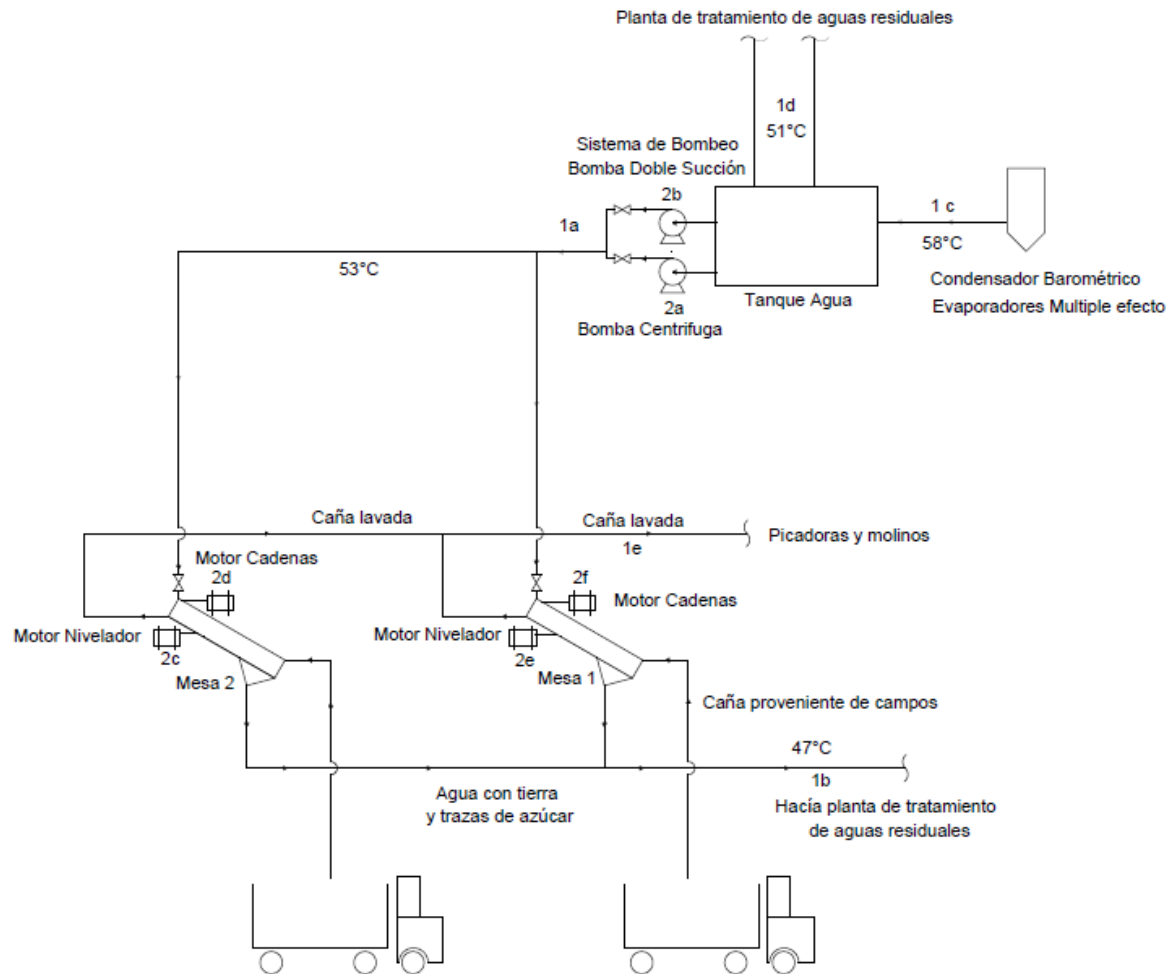 Planta de tratamiento de aguas residuales
1d
51°C
Sistema de Bombeo
Bomba Doble Succión
2b
1a
1 c
58°C
53°C
Condensador Barométrico
Evaporadores Multiple efecto
Tanque Agua
2a
Bomba Centrifuga
Caña lavada
Caña lavada
1e
Picadoras y molinos
Motor Cadenas
2d
2f
Motor Cadenas
Motor Nivelador
2c
Motor Nivelador
2e
Mesa 2
Mesa 1
Caña proveniente de campos
47°C
1b
Agua con tierra
y trazas de azúcar
Hacía planta de tratamiento
de aguas residuales